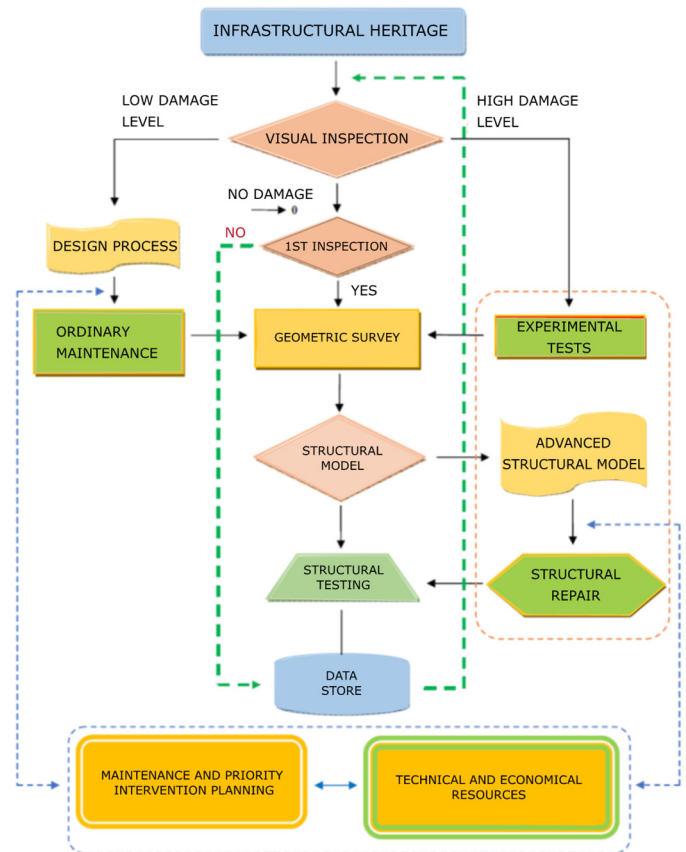 INFRASTRUCTURAL HERITAGE
LOW DAMAGE
LEVEL
HIGH DAMAGE
LEVEL
VISUAL INSPECTION
NO DAMAGE
0
NO
DESIGN PROCESS
1ST INSPECTION
YES
ORDINARY
MAINTENANCE
GEOMETRIC SURVEY
EXPERIMENTAL
TESTS
STRUCTURAL
MODEL
ADVANCED
STRUCTURAL MODEL
STRUCTURAL
TESTING
STRUCTURAL
REPAIR
DATA
STORE
MAINTENANCE AND PRIORITY
INTERVENTION PLANNING
TECHNICAL AND ECONOMICAL
RESOURCES